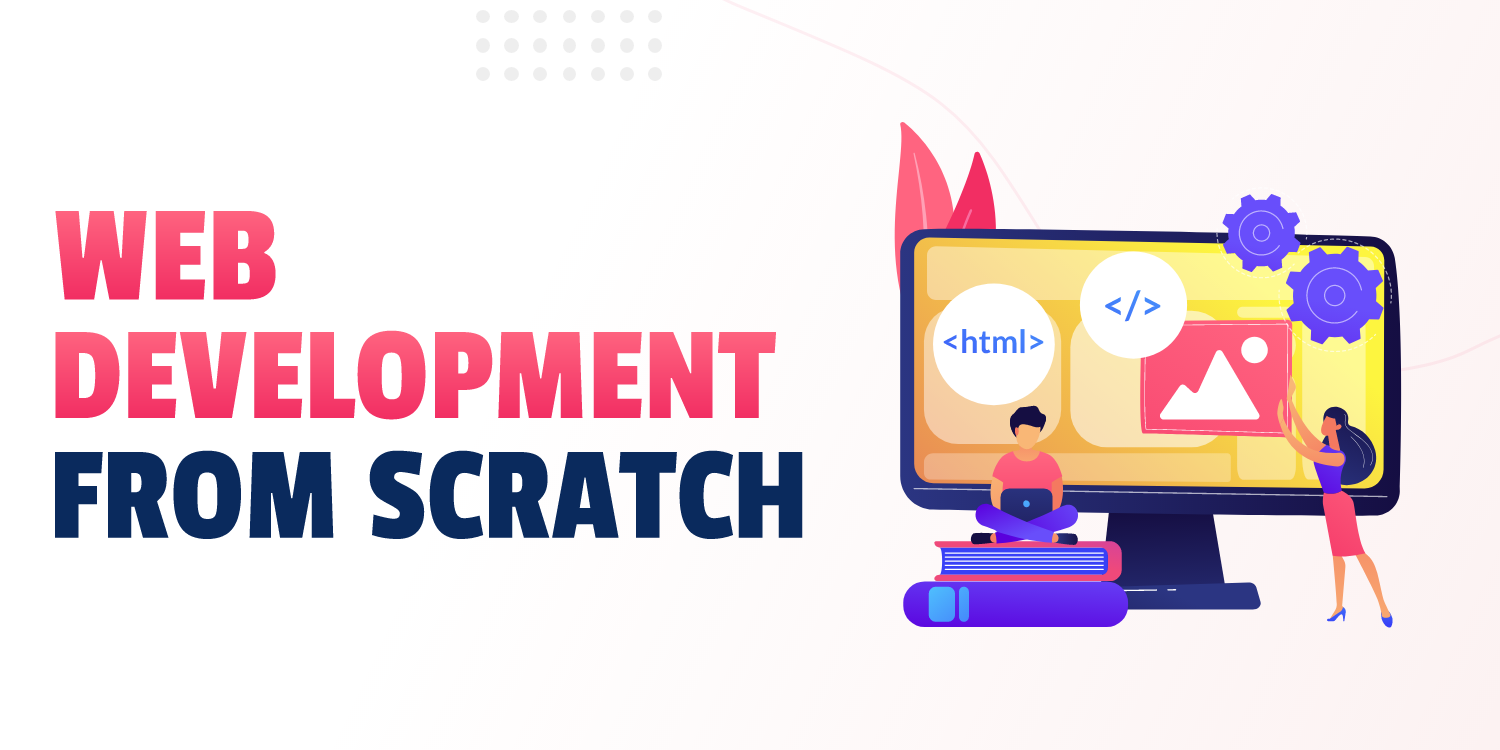 WEB
DEVELOPMENT
FROM SCRATCH
<html>
</>